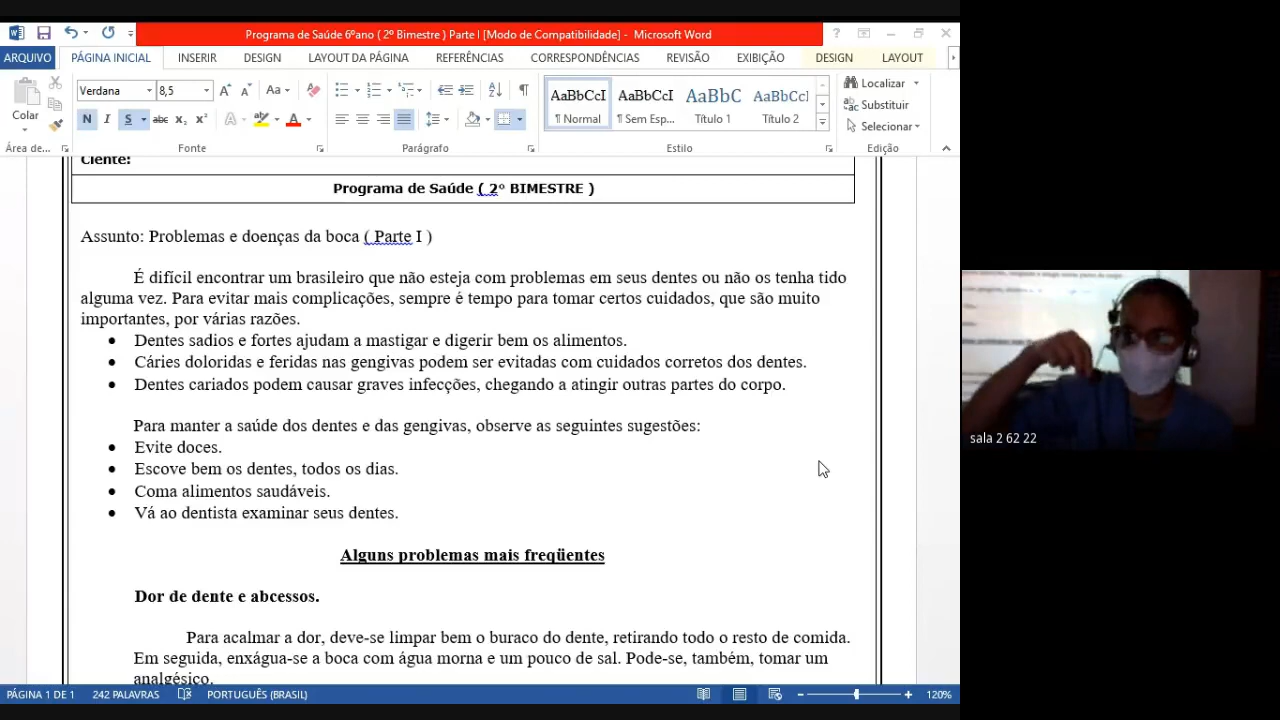 Programa de Saúde 6ºano ( 2º Bimestre ) Parte I [Modo de Compatibilidade] - Microsoft Word
ARQUIVO PÁGINA INICIAL INSERIR DESIGN LAYOUT DA PÁGINA REFERÊNCIAS CORRESPONDÊNCIAS REVISÃO EXIBIÇÃO DESIGN LAYOUT
Colar
Área de...
Verdana 8,5
Fonte
Parágrafo
AaBbCcI AaBbCcI AaBbC AaBbCcI
¶ Normal ¶ Sem Esp... Título 1 Título 2
Estilo
Localizar
Substituir
Selecionar
Edição
Ciente:
Programa de Saúde ( 2° BIMESTRE )
Assunto: Problemas e doenças da boca ( Parte I )
É difícil encontrar um brasileiro que não esteja com problemas em seus dentes ou não os tenha tido
alguma vez. Para evitar mais complicações, sempre é tempo para tomar certos cuidados, que são muito
importantes, por várias razões.
• Dentes sadios e fortes ajudam a mastigar e digerir bem os alimentos.
• Cáries doloridas e feridas nas gengivas podem ser evitadas com cuidados corretos dos dentes.
• Dentes cariados podem causar graves infecções, chegando a atingir outras partes do corpo.
Para manter a saúde dos dentes e das gengivas, observe as seguintes sugestões:
• Evite doces.
• Escove bem os dentes, todos os dias.
• Coma alimentos saudáveis.
• Vá ao dentista examinar seus dentes.
Alguns problemas mais freqüentes
Dor de dente e abcessos.
Para acalmar a dor, deve-se limpar bem o buraco do dente, retirando todo o resto de comida.
Em seguida, enxágua-se a boca com água morna e um pouco de sal. Pode-se, também, tomar um
analgésico.
PÁGINA 1 DE 1 242 PALAVRAS PORTUGUÊS (BRASIL) 120%
sala 2 62 22